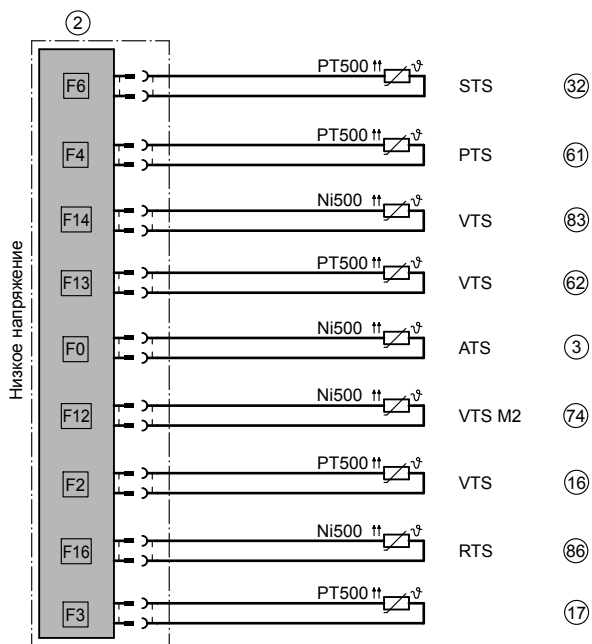 2
Низкое напряжение
F6 PT500 ϑ STS 32
F4 PT500 ϑ PTS 61
F14 Ni500 ϑ VTS 83
F13 PT500 ϑ VTS 62
F0 Ni500 ϑ ATS 3
F12 Ni500 ϑ VTS M2 74
F2 PT500 ϑ VTS 16
F16 Ni500 ϑ RTS 86
F3 PT500 ϑ 17